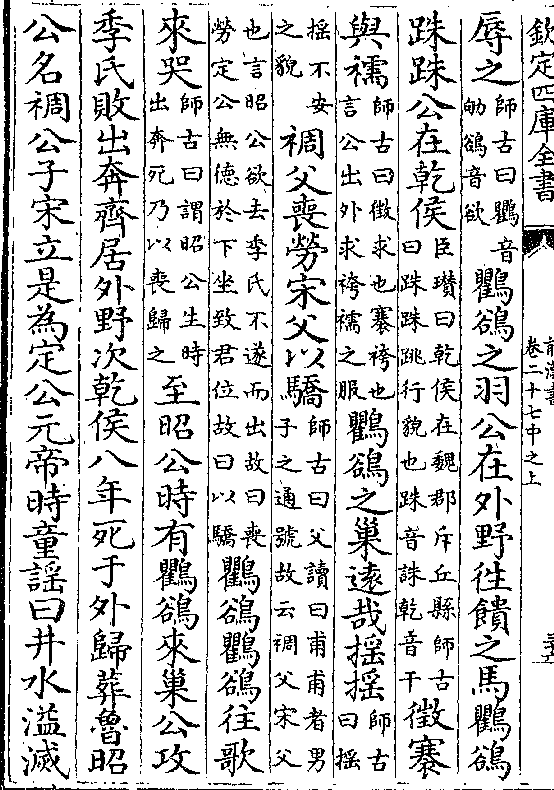 欽定四庫全書
前漢書
卷二十七中之上
辱之師古曰鸜音劬鵒音欲鸜鵒之羽公在外野徃饋之馬鸜鵒
跦跦公在乾侯臣瓚曰乾侯在魏郡斥丘縣師古曰跦跦跳行貌也跦音誅乾音干徵褰
與襦師古曰徵求也褰袴也言公出外求袴襦之服鸜鵒之巢遠哉揺揺師古曰揺
揺不安之貌禂父喪勞宋父以驕師古曰父讀曰甫甫者男子之通號故云禂父宋父
也言昭公欲去季氏不遂而出故曰喪勞定公無德於下坐致君位故曰以驕鸜鵒鸜鵒往歌
來哭師古曰謂昭公生時出奔死乃以喪歸之至昭公時有鸜鵒來巢公攻
季氏敗出奔齊居外野次乾侯八年死于外歸葬魯昭
公名禂公子宋立是為定公元帝時童謡曰井水溢滅